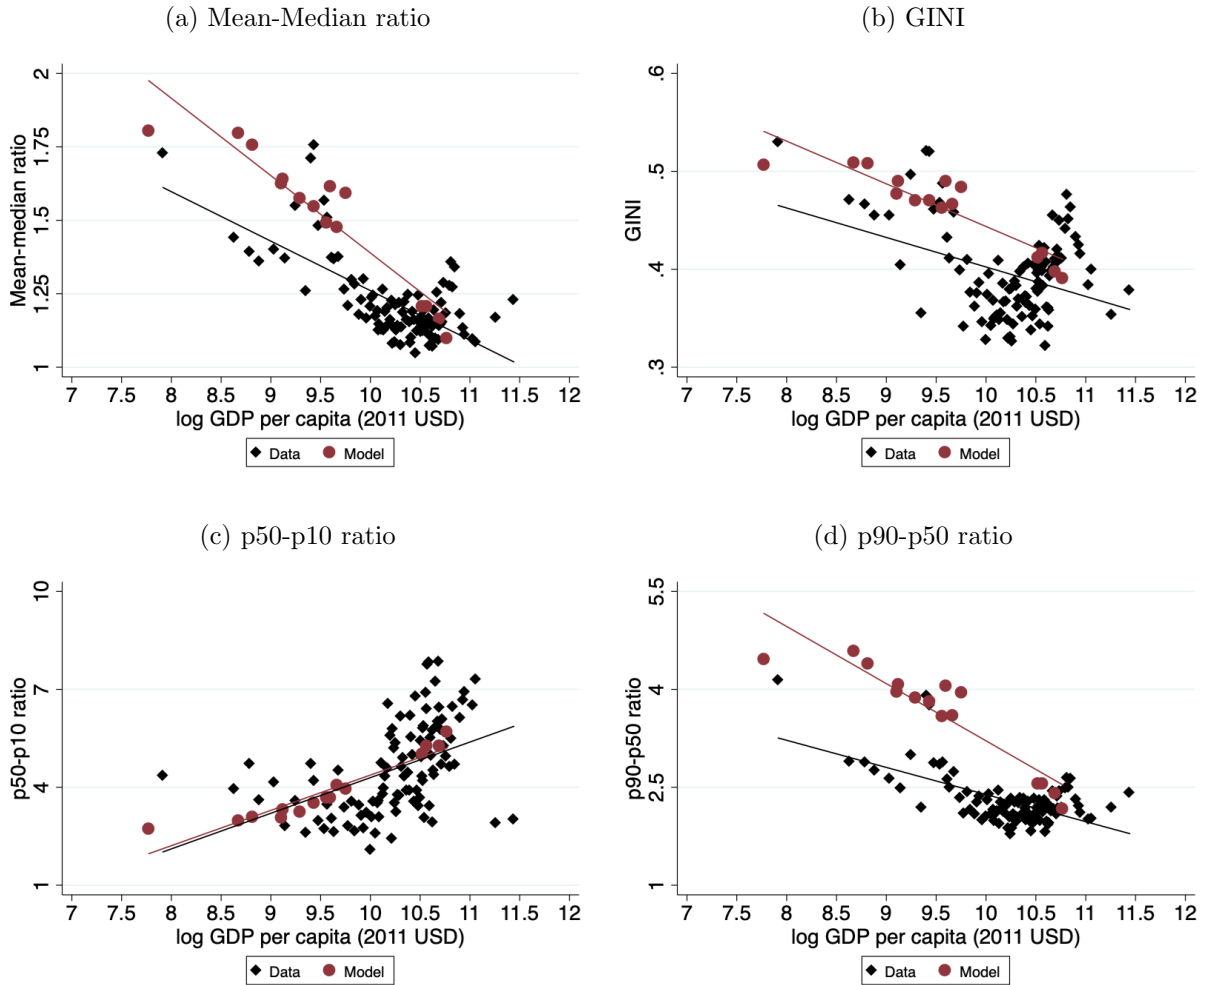 (a) Mean-Median ratio
Mean-median ratio
2
1.75
1.5
1.25
1
7 7.5 8 8.5 9 9.5 10 10.5 11 11.5 12
log GDP per capita (2011 USD)
Data Model
(b) GINI
GINI
.6
.5
.4
.3
7 7.5 8 8.5 9 9.5 10 10.5 11 11.5 12
log GDP per capita (2011 USD)
Data Model
(c) p50-p10 ratio
p50-p10 ratio
10
7
4
1
7 7.5 8 8.5 9 9.5 10 10.5 11 11.5 12
log GDP per capita (2011 USD)
Data Model
(d) p90-p50 ratio
p90-p50 ratio
5.5
4
2.5
1
7 7.5 8 8.5 9 9.5 10 10.5 11 11.5 12
log GDP per capita (2011 USD)
Data Model